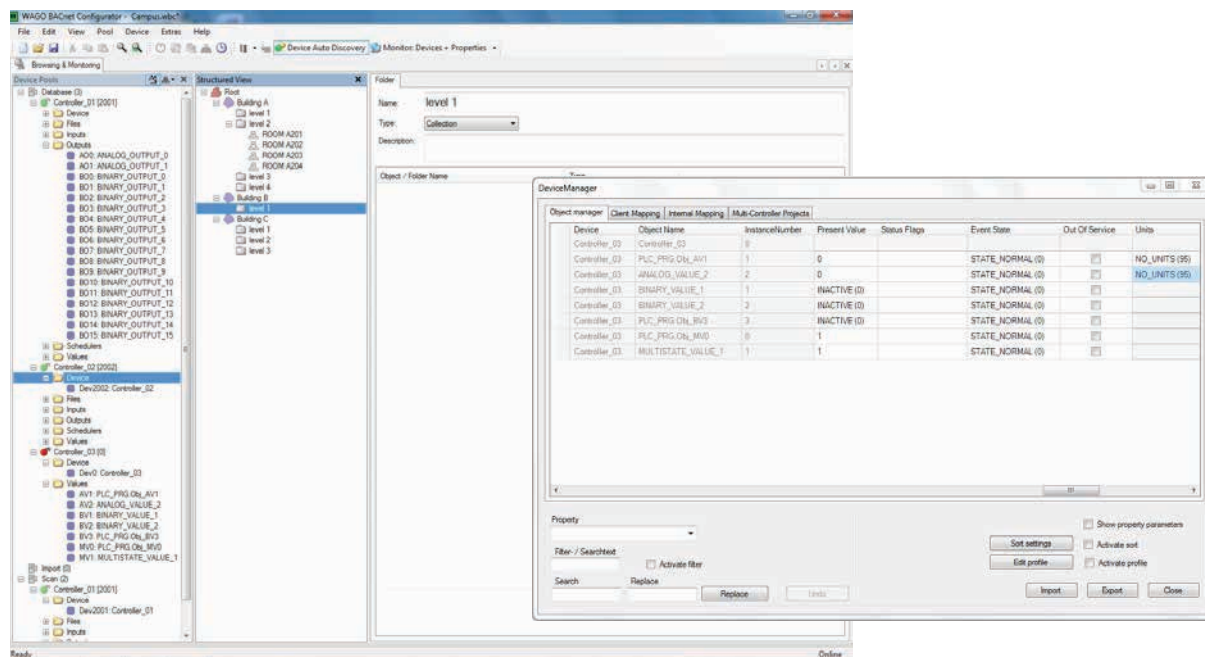 WAGO BACnet Configurator - Campus.wbc*
File Edit View Pool Device Extras Help
Device Auto Discovery Monitor: Devices + Properties
Browsing & Monitoring
Device Pools
Database (3)
Controller_01 [2001]
Device
Files
Inputs
Outputs
AO0: ANALOG_OUTPUT_0
AO1: ANALOG_OUTPUT_1
BO0: BINARY_OUTPUT_0
BO1: BINARY_OUTPUT_1
BO2: BINARY_OUTPUT_2
BO3: BINARY_OUTPUT_3
BO4: BINARY_OUTPUT_4
BO5: BINARY_OUTPUT_5
BO6: BINARY_OUTPUT_6
BO7: BINARY_OUTPUT_7
BO8: BINARY_OUTPUT_8
BO9: BINARY_OUTPUT_9
BO10: BINARY_OUTPUT_10
BO11: BINARY_OUTPUT_11
BO12: BINARY_OUTPUT_12
BO13: BINARY_OUTPUT_13
BO14: BINARY_OUTPUT_14
BO15: BINARY_OUTPUT_15
Schedulers
Values
Controller_02 [2002]
Device
Dev2002: Controller_02
Files
Inputs
Outputs
Schedulers
Values
Controller_03 [0]
Device
Dev0: Controller_03
Values
AV1: PLC_PRG.Obj_AV1
AV2: ANALOG_VALUE_2
BV1: BINARY_VALUE_1
BV2: BINARY_VALUE_2
BV3: PLC_PRG.Obj_BV3
MV0: PLC_PRG.Obj_MV0
MV1: MULTISTATE_VALUE_1
Import (0)
Scan (2)
Controller_01 [2001]
Device
Dev2001: Controller_01
Files
Inputs
Ready
Structured View
Root
Building A
level 1
level 2
ROOM A201
ROOM A202
ROOM A203
ROOM A204
level 3
level 4
Building B
level 1
Building C
level 1
level 2
level 3
Folder
Name: level 1
Type: Collection
Description:
Object / Folder Name Type
DeviceManager
Object manager Client Mapping Internal Mapping Multi-Controller Projects
Device Object Name InstanceNumber Present Value Status Flags Event State Out Of Service Units
Controller_03 Controller_03 0
Controller_03 PLC_PRG.Obj_AV1 1 0 STATE_NORMAL (0) NO_UNITS (95)
Controller_03 ANALOG_VALUE_2 2 0 STATE_NORMAL (0) NO_UNITS (95)
Controller_03 BINARY_VALUE_1 1 INACTIVE (0) STATE_NORMAL (0)
Controller_03 BINARY_VALUE_2 2 INACTIVE (0) STATE_NORMAL (0)
Controller_03 PLC_PRG.Obj_BV3 3 INACTIVE (0) STATE_NORMAL (0)
Controller_03 PLC_PRG.Obj_MV0 0 1 STATE_NORMAL (0)
Controller_03 MULTISTATE_VALUE_1 1 1 STATE_NORMAL (0)
Property
Show property parameters
Filter- / Searchtext
Sort settings Activate sort
Activate filter
Edit profile Activate profile
Search Replace
Replace Undo Import Export Close
Online